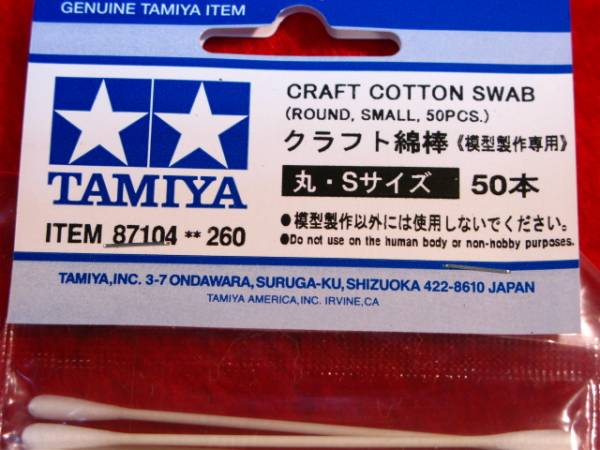 GENUINE TAMIYA ITEM
CRAFT COTTON SWAB
(ROUND, SMALL, 50PCS.)
クラフト綿棒《模型製作専用》
TAMIYA
丸・Sサイズ 50本
ITEM 87104 ** 260
●模型製作以外には使用しないでください。
●Do not use on the human body or non-hobby purposes.
TAMIYA,INC. 3-7 ONDAWARA, SURUGA-KU, SHIZUOKA 422-8610 JAPAN
TAMIYA AMERICA, INC. IRVINE,CA